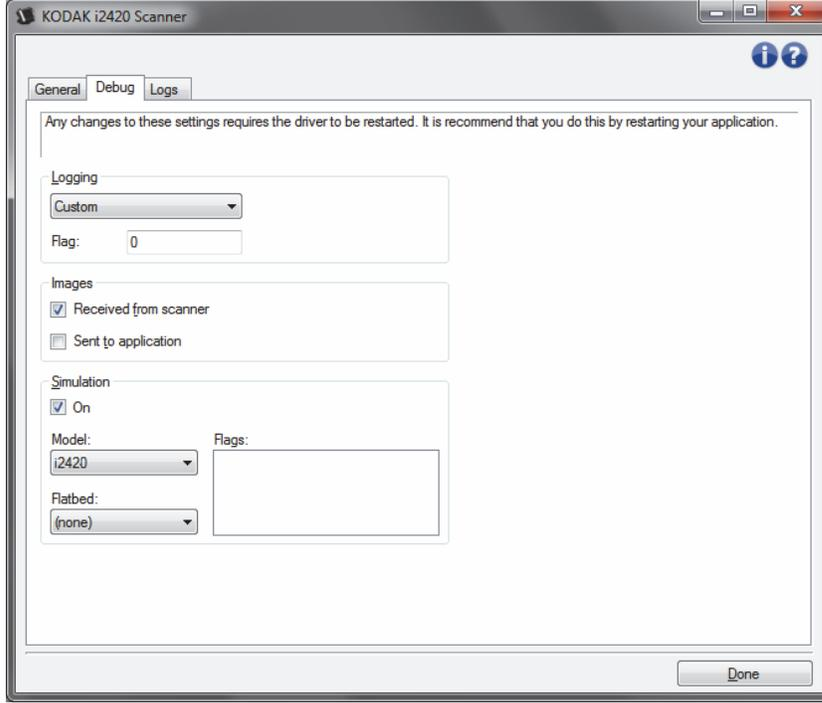 KODAK i2420 Scanner
General Debug Logs
Any changes to these settings requires the driver to be restarted. It is recommend that you do this by restarting your application.
Logging
Custom
Flag: 0
Images
Received from scanner
Sent to application
Simulation
On
Model: Flags:
i2420
Flatbed:
(none)
Done